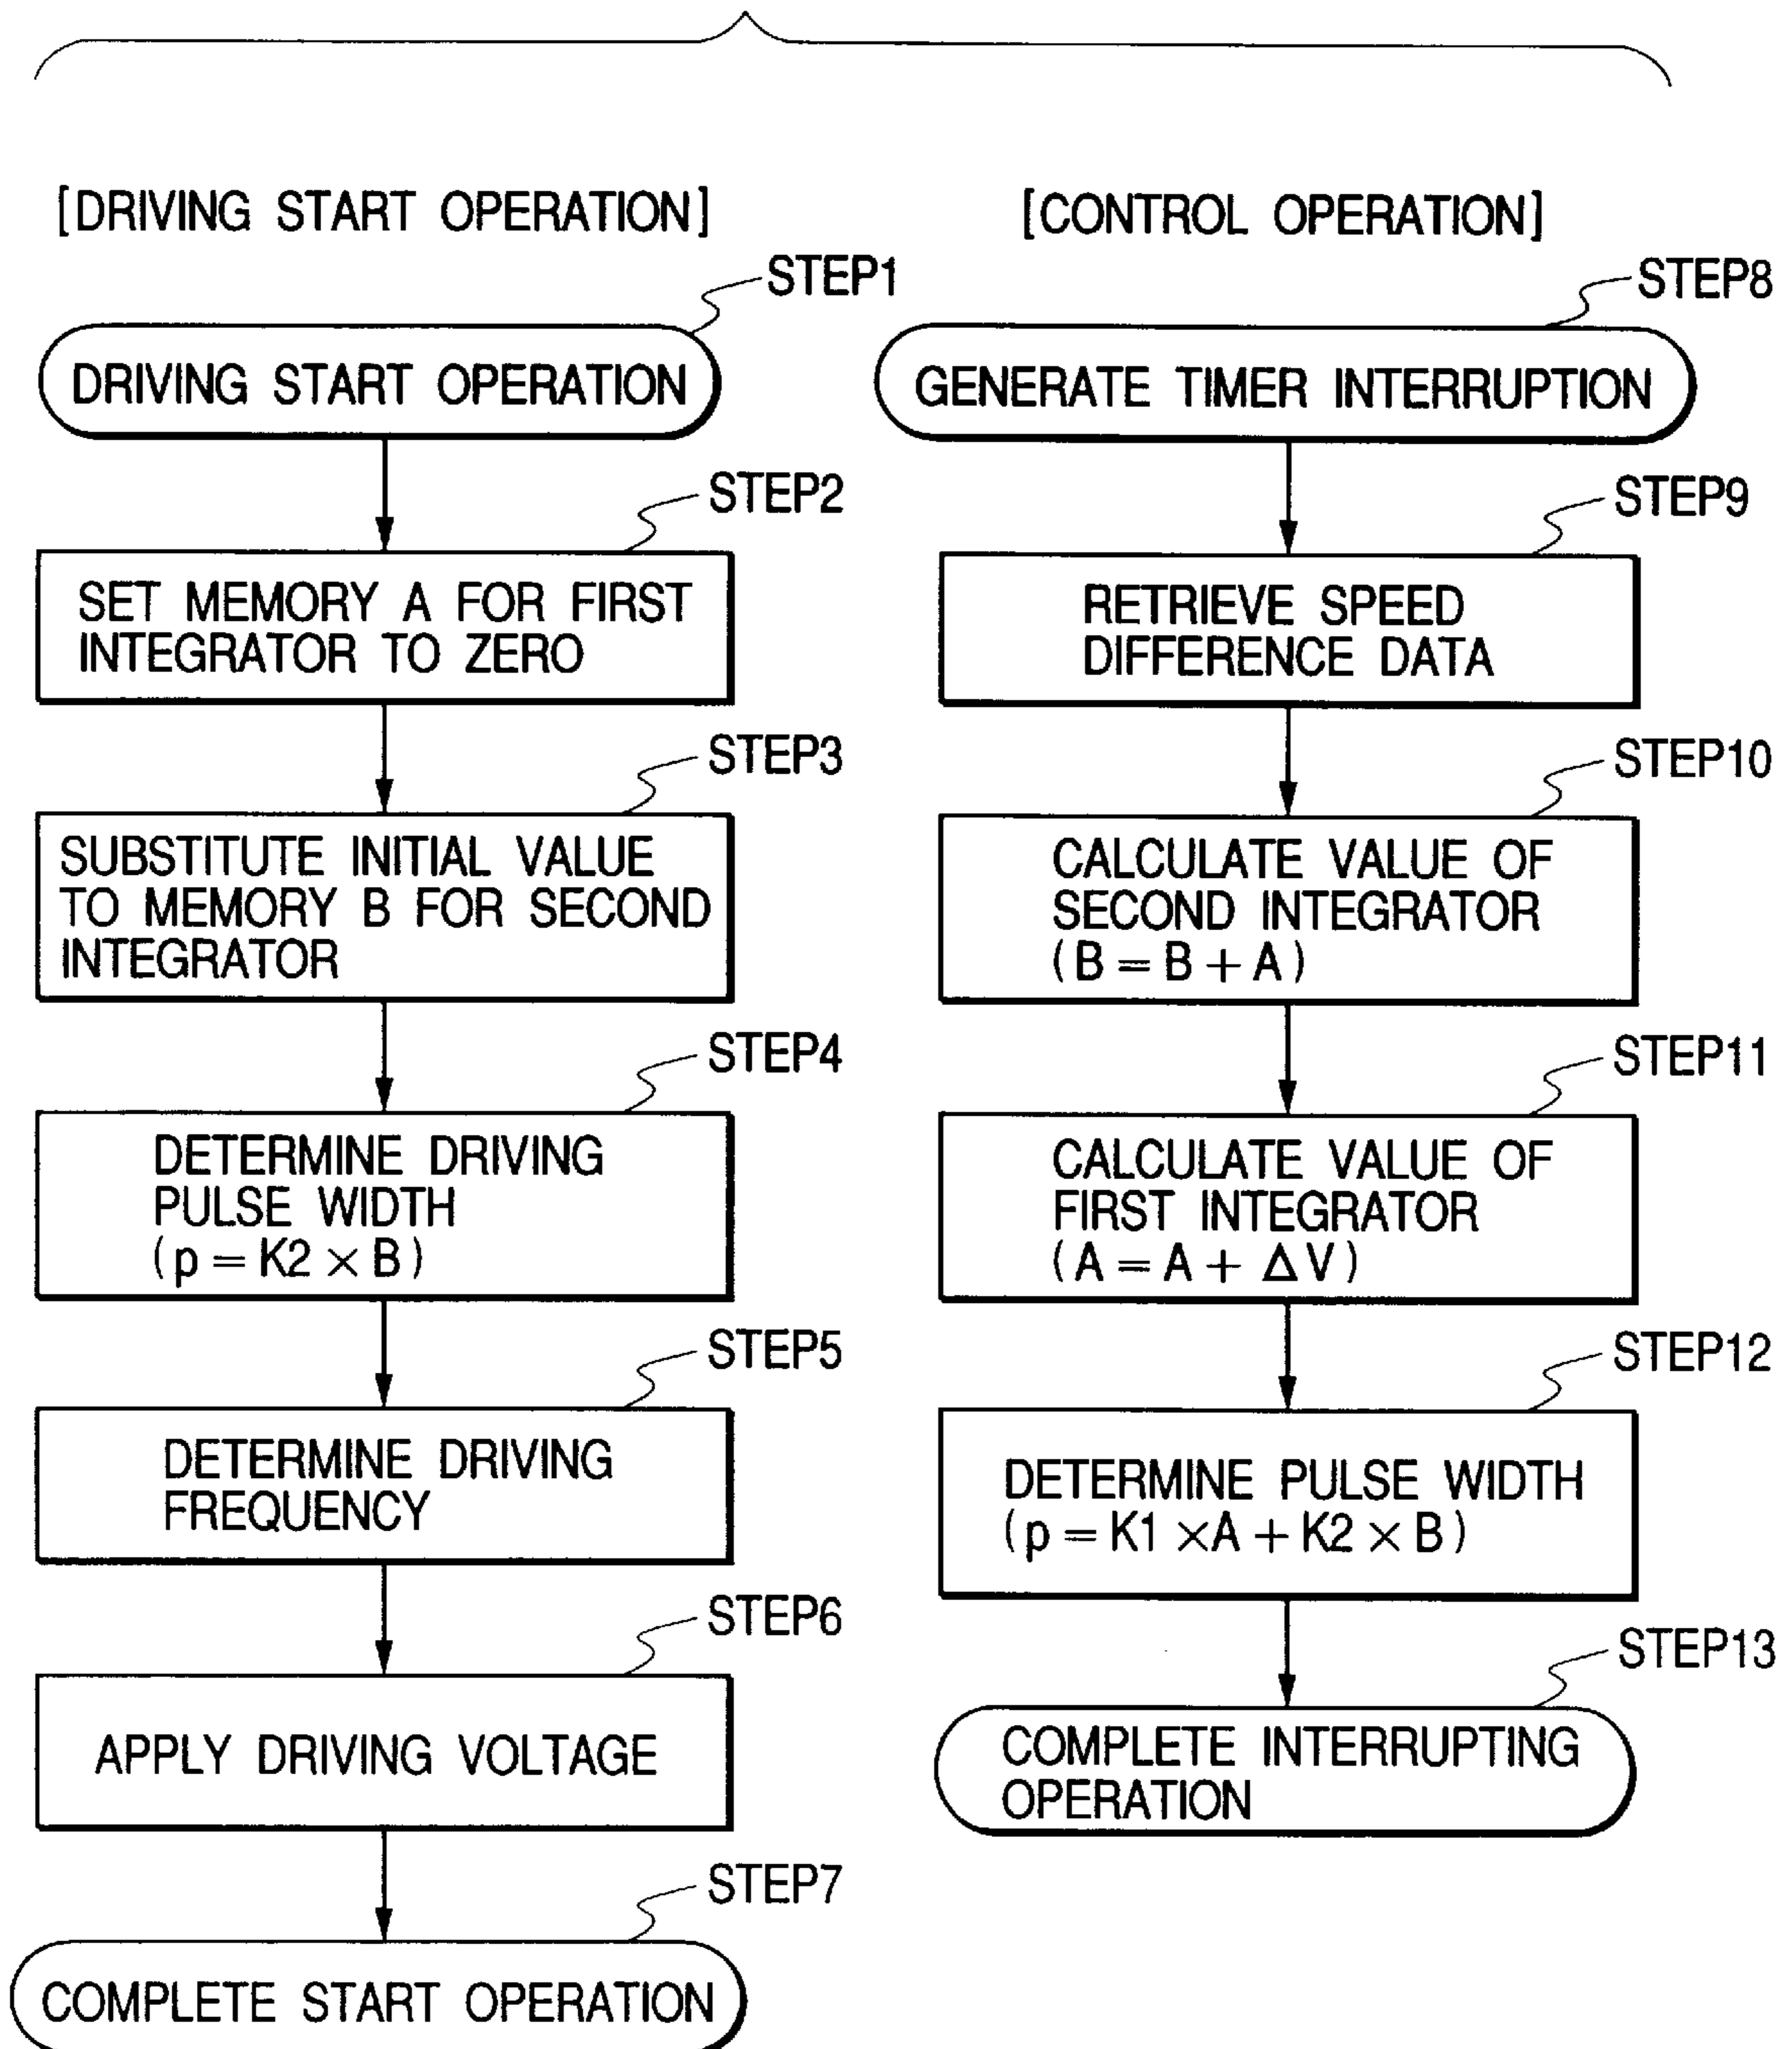 [DRIVING START OPERATION]
STEP1
DRIVING START OPERATION
STEP2
SET MEMORY A FOR FIRST
INTEGRATOR TO ZERO
STEP3
SUBSTITUTE INITIAL VALUE
TO MEMORY B FOR SECOND
INTEGRATOR
STEP4
DETERMINE DRIVING
PULSE WIDTH
(p = K2 × B)
STEP5
DETERMINE DRIVING
FREQUENCY
STEP6
APPLY DRIVING VOLTAGE
STEP7
COMPLETE START OPERATION
[CONTROL OPERATION]
STEP8
GENERATE TIMER INTERRUPTION
STEP9
RETRIEVE SPEED
DIFFERENCE DATA
STEP10
CALCULATE VALUE OF
SECOND INTEGRATOR
(B = B + A)
STEP11
CALCULATE VALUE OF
FIRST INTEGRATOR
(A = A + ΔV)
STEP12
DETERMINE PULSE WIDTH
(p = K1 × A + K2 × B)
STEP13
COMPLETE INTERRUPTING
OPERATION